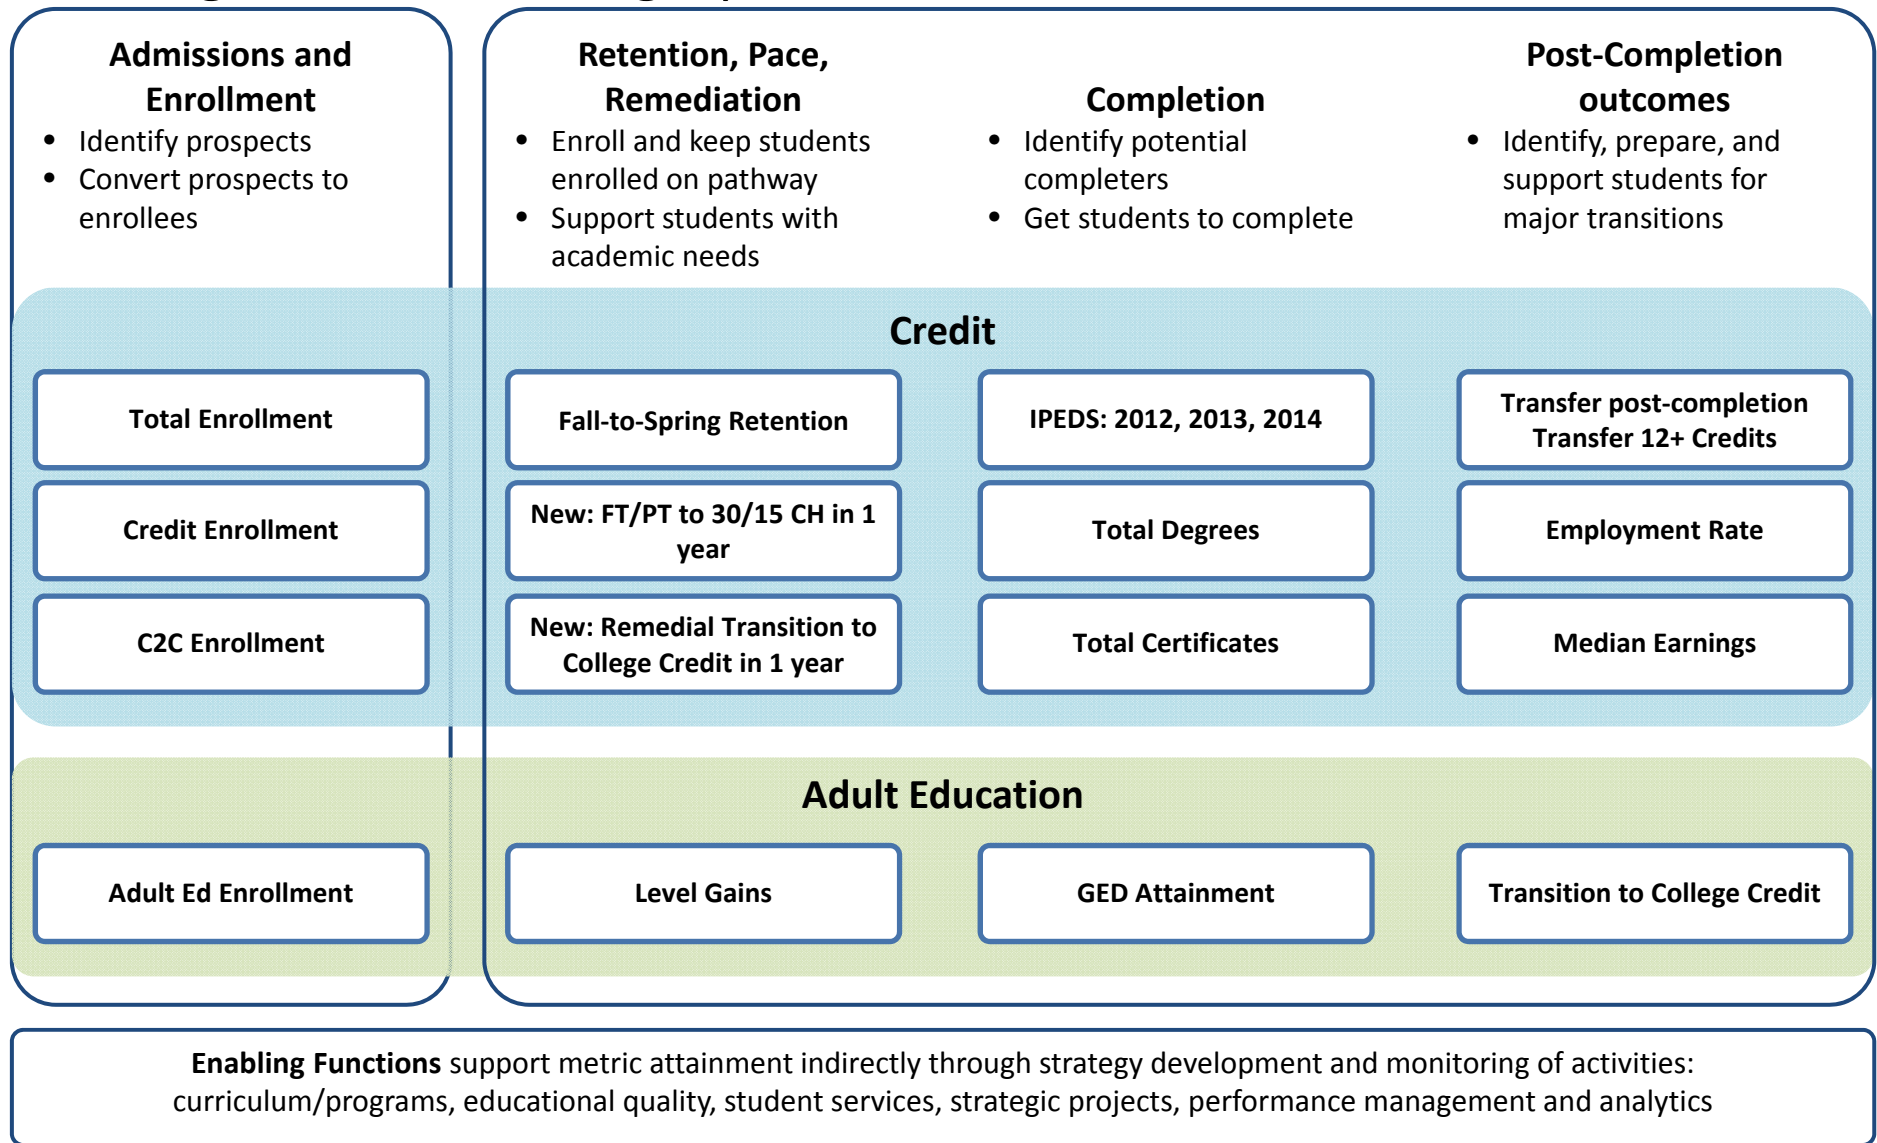 Admissions and
Enrollment
• Identify prospects
• Convert prospects to
enrollees
Retention, Pace,
Remediation
• Enroll and keep students
enrolled on pathway
• Support students with
academic needs
Completion
• Identify potential
completers
• Get students to complete
Post-Completion
outcomes
• Identify, prepare, and
support students for
major transitions
Credit
Total Enrollment
Fall-to-Spring Retention
IPEDS: 2012, 2013, 2014
Transfer post-completion
Transfer 12+ Credits
Credit Enrollment
New: FT/PT to 30/15 CH in 1
year
Total Degrees
Employment Rate
C2C Enrollment
New: Remedial Transition to
College Credit in 1 year
Total Certificates
Median Earnings
Adult Education
Adult Ed Enrollment
Level Gains
GED Attainment
Transition to College Credit
Enabling Functions support metric attainment indirectly through strategy development and monitoring of activities:
curriculum/programs, educational quality, student services, strategic projects, performance management and analytics